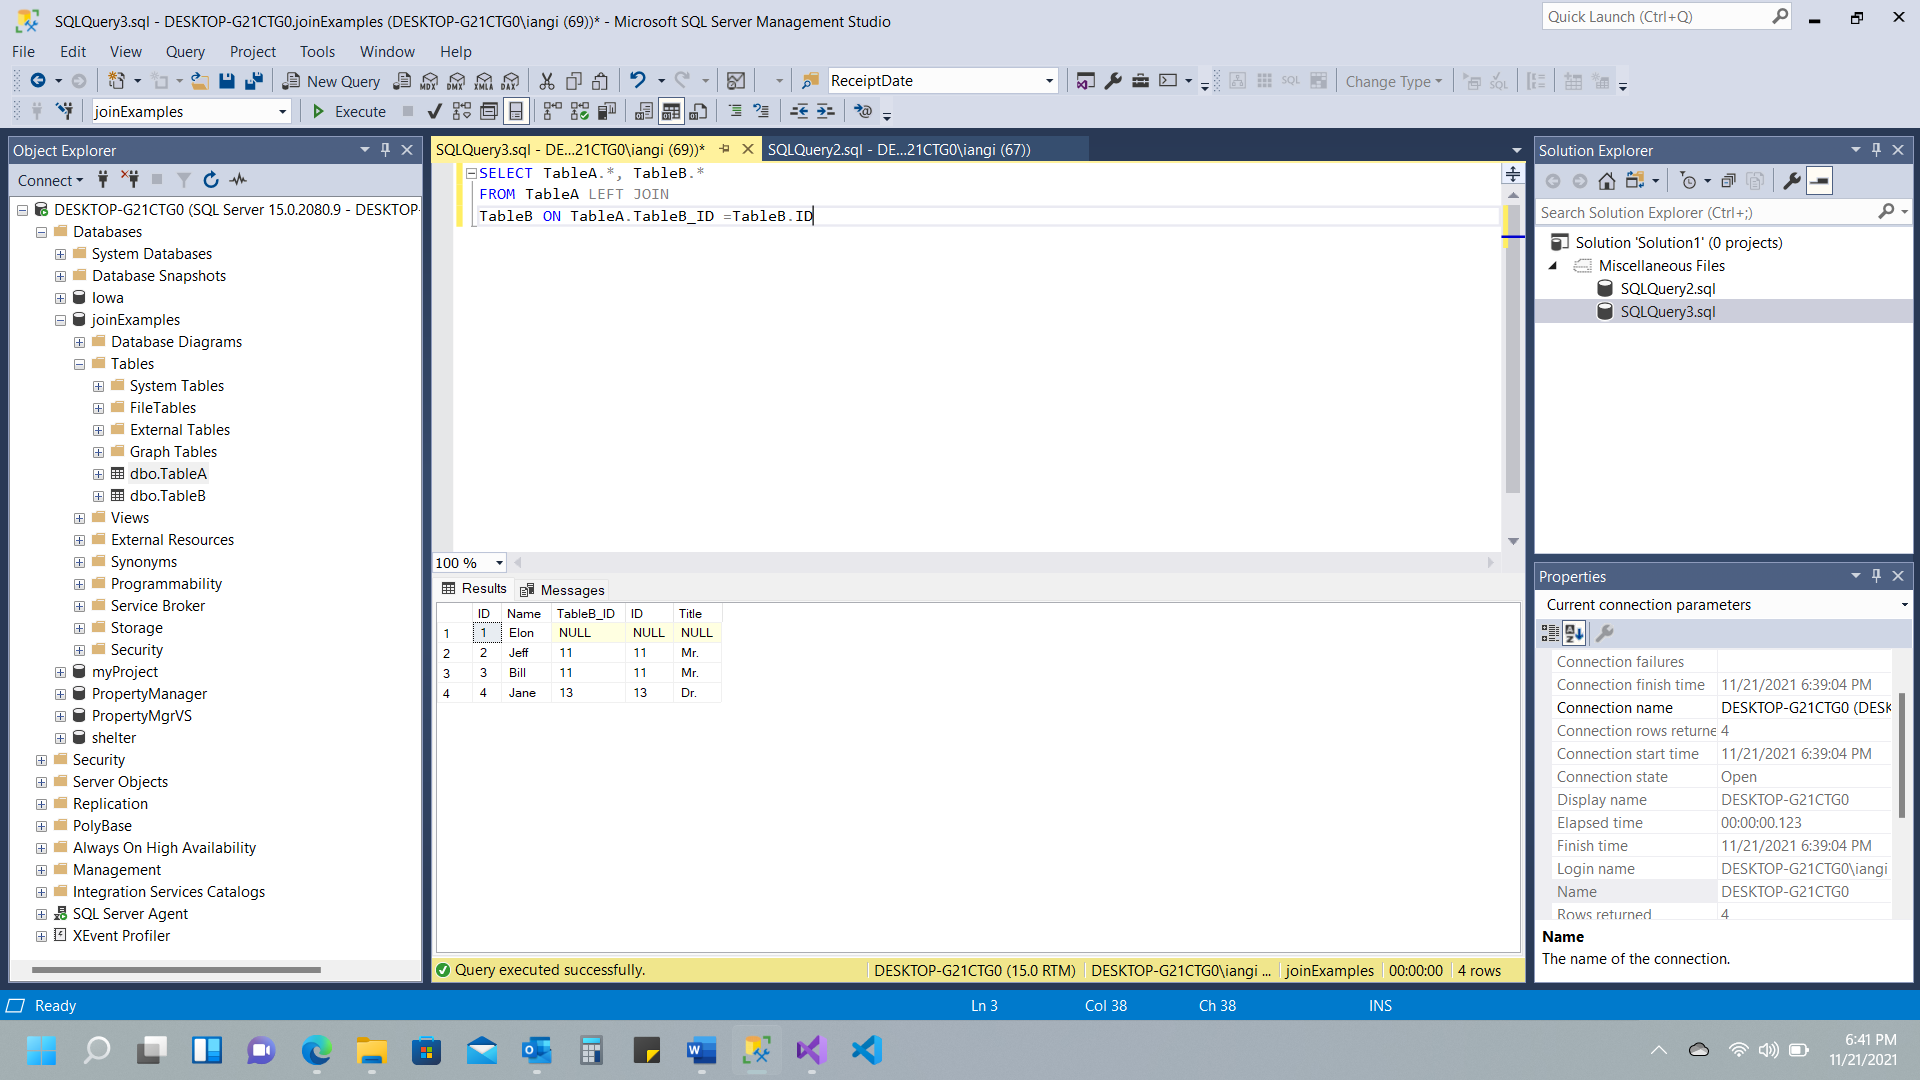 SQLQuery3.sql - DESKTOP-G21CTG0.joinExamples (DESKTOP-G21CTG0\iangi (69))* - Microsoft SQL Server Management Studio
Quick Launch (Ctrl+Q)
File Edit View Query Project Tools Window Help
New Query MDX DMX XMLA DAX ReceiptDate SQL Change Type
joinExamples Execute
Object Explorer
Connect
DESKTOP-G21CTG0 (SQL Server 15.0.2080.9 - DESKTOP-
Databases
System Databases
Database Snapshots
Iowa
joinExamples
Database Diagrams
Tables
System Tables
FileTables
External Tables
Graph Tables
dbo.TableA
dbo.TableB
Views
External Resources
Synonyms
Programmability
Service Broker
Storage
Security
myProject
PropertyManager
PropertyMgrVS
shelter
Security
Server Objects
Replication
PolyBase
Always On High Availability
Management
Integration Services Catalogs
SQL Server Agent
XEvent Profiler
SQLQuery3.sql - DE...21CTG0\iangi (69))* SQLQuery2.sql - DE...21CTG0\iangi (67))
SELECT TableA.*, TableB.*
FROM TableA LEFT JOIN
TableB ON TableA.TableB_ID =TableB.ID
100 %
Results Messages
ID Name TableB_ID ID Title
1 1 Elon NULL NULL NULL
2 2 Jeff 11 11 Mr.
3 3 Bill 11 11 Mr.
4 4 Jane 13 13 Dr.
Query executed successfully. DESKTOP-G21CTG0 (15.0 RTM) DESKTOP-G21CTG0\iangi ... joinExamples 00:00:00 4 rows
Solution Explorer
Search Solution Explorer (Ctrl+;)
Solution 'Solution1' (0 projects)
Miscellaneous Files
SQLQuery2.sql
SQLQuery3.sql
Properties
Current connection parameters
Connection failures
Connection finish time 11/21/2021 6:39:04 PM
Connection name DESKTOP-G21CTG0 (DESK
Connection rows returne 4
Connection start time 11/21/2021 6:39:04 PM
Connection state Open
Display name DESKTOP-G21CTG0
Elapsed time 00:00:00.123
Finish time 11/21/2021 6:39:04 PM
Login name DESKTOP-G21CTG0\iangi
Name DESKTOP-G21CTG0
Rows returned 4
Name
The name of the connection.
Ready Ln 3 Col 38 Ch 38 INS
6:41 PM
11/21/2021